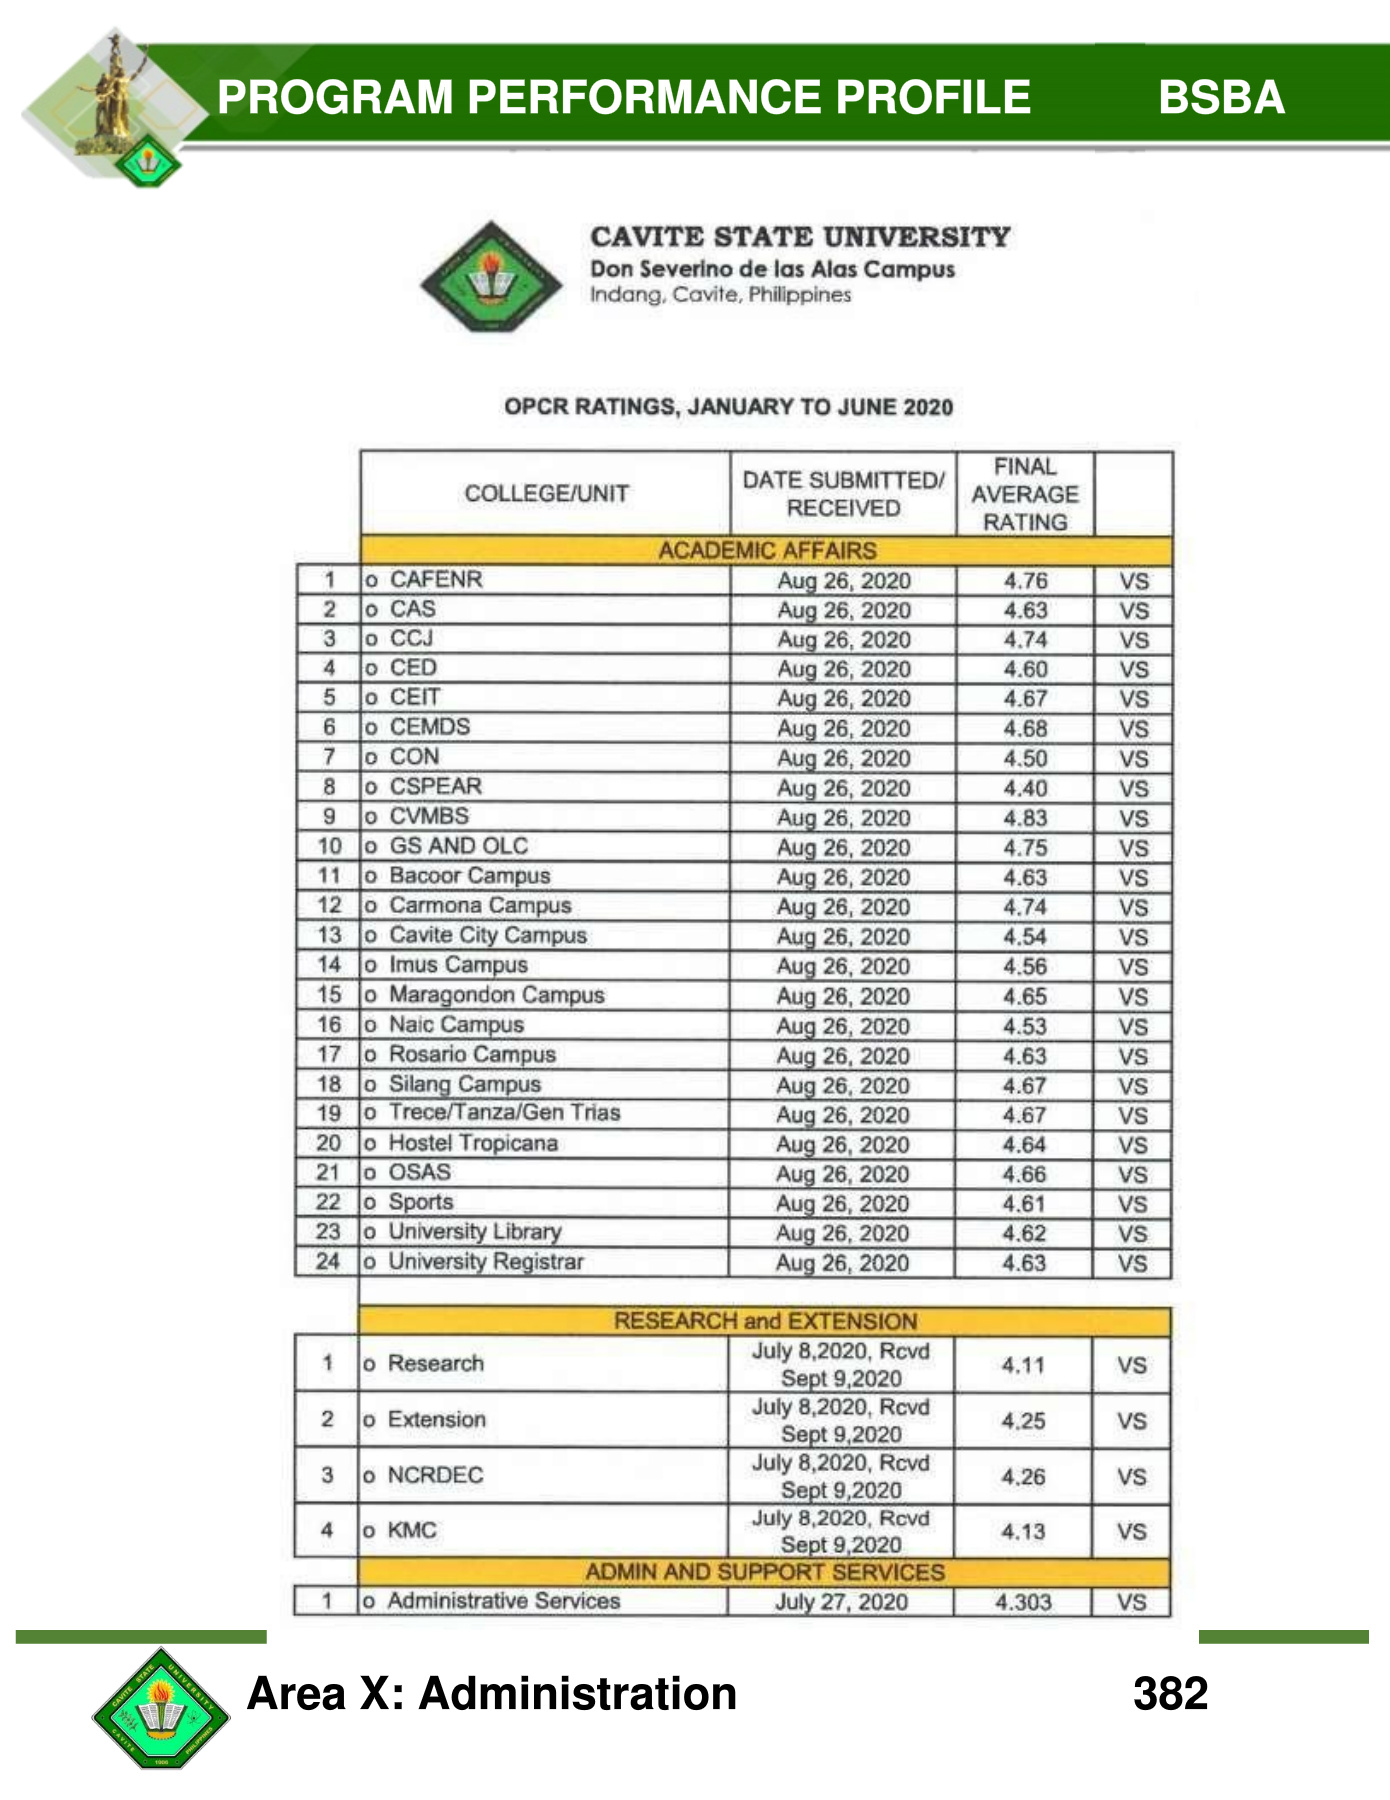 PROGRAM PERFORMANCE PROFILE BSBA
CAVITE STATE UNIVERSITY
Don Severino de las Alas Campus
Indang, Cavite, Philippines
OPCR RATINGS, JANUARY TO JUNE 2020
COLLEGE/UNIT DATE SUBMITTED/ RECEIVED FINAL AVERAGE RATING
ACADEMIC AFFAIRS
1 o CAFENR Aug 26, 2020 4.76 VS
2 o CAS Aug 26, 2020 4.63 VS
3 o CCJ Aug 26, 2020 4.74 VS
4 o CED Aug 26, 2020 4.60 VS
5 o CEIT Aug 26, 2020 4.67 VS
6 o CEMDS Aug 26, 2020 4.68 VS
7 o CON Aug 26, 2020 4.50 VS
8 o CSPEAR Aug 26, 2020 4.40 VS
9 o CVMBS Aug 26, 2020 4.83 VS
10 o GS AND OLC Aug 26, 2020 4.75 VS
11 o Bacoor Campus Aug 26, 2020 4.63 VS
12 o Carmona Campus Aug 26, 2020 4.74 VS
13 o Cavite City Campus Aug 26, 2020 4.54 VS
14 o Imus Campus Aug 26, 2020 4.56 VS
15 o Maragondon Campus Aug 26, 2020 4.65 VS
16 o Naic Campus Aug 26, 2020 4.53 VS
17 o Rosario Campus Aug 26, 2020 4.63 VS
18 o Silang Campus Aug 26, 2020 4.67 VS
19 o Trece/Tanza/Gen Trias Aug 26, 2020 4.67 VS
20 o Hostel Tropicana Aug 26, 2020 4.64 VS
21 o OSAS Aug 26, 2020 4.66 VS
22 o Sports Aug 26, 2020 4.61 VS
23 o University Library Aug 26, 2020 4.62 VS
24 o University Registrar Aug 26, 2020 4.63 VS
RESEARCH and EXTENSION
1 o Research July 8,2020, Rcvd Sept 9,2020 4.11 VS
2 o Extension July 8,2020, Rcvd Sept 9,2020 4.25 VS
3 o NCRDEC July 8,2020, Rcvd Sept 9,2020 4.26 VS
4 o KMC July 8,2020, Rcvd Sept 9,2020 4.13 VS
ADMIN AND SUPPORT SERVICES
1 o Administrative Services July 27, 2020 4.303 VS
CAVITE STATE UNIVERSITY
CAVITE PHILIPPINES
1906
Area X: Administration 382